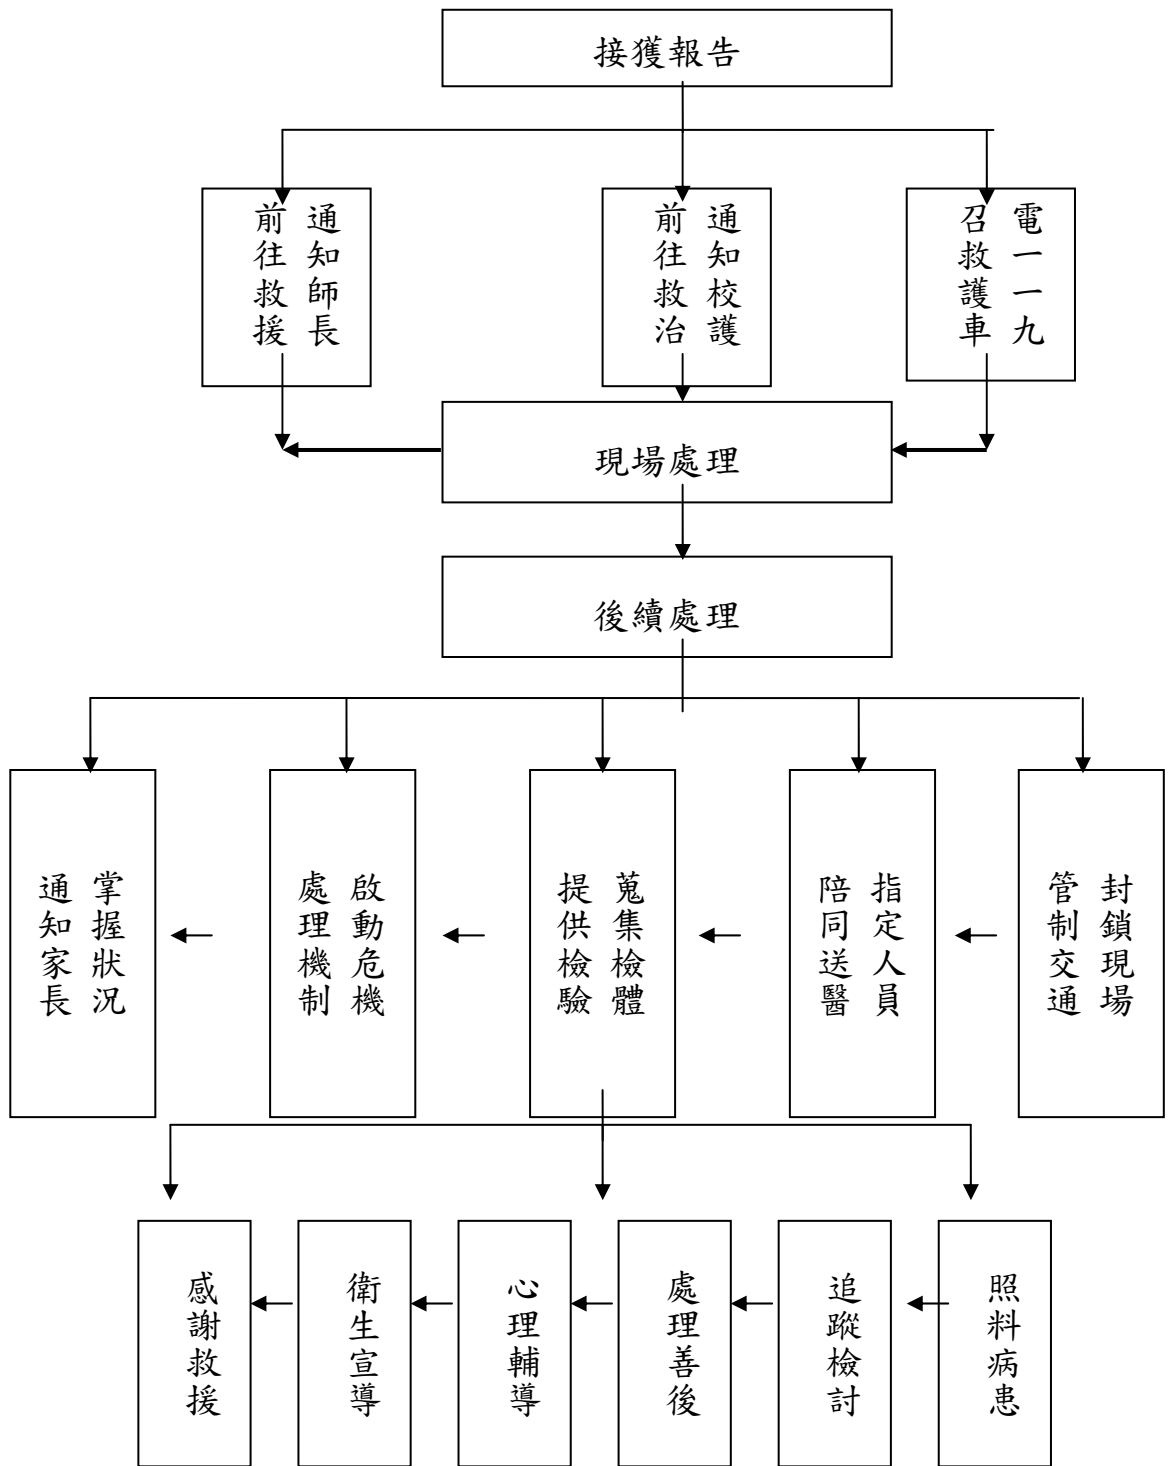 接獲報告
電一一九
召救護車
通知校護
前往救治
通知師長
前往救援
現場處理
後續處理
封鎖現場
管制交通
指定人員
陪同送醫
蒐集檢體
提供檢驗
啟動危機
處理機制
掌握狀況
通知家長
照料病患
追蹤檢討
處理善後
心理輔導
衛生宣導
感謝救援